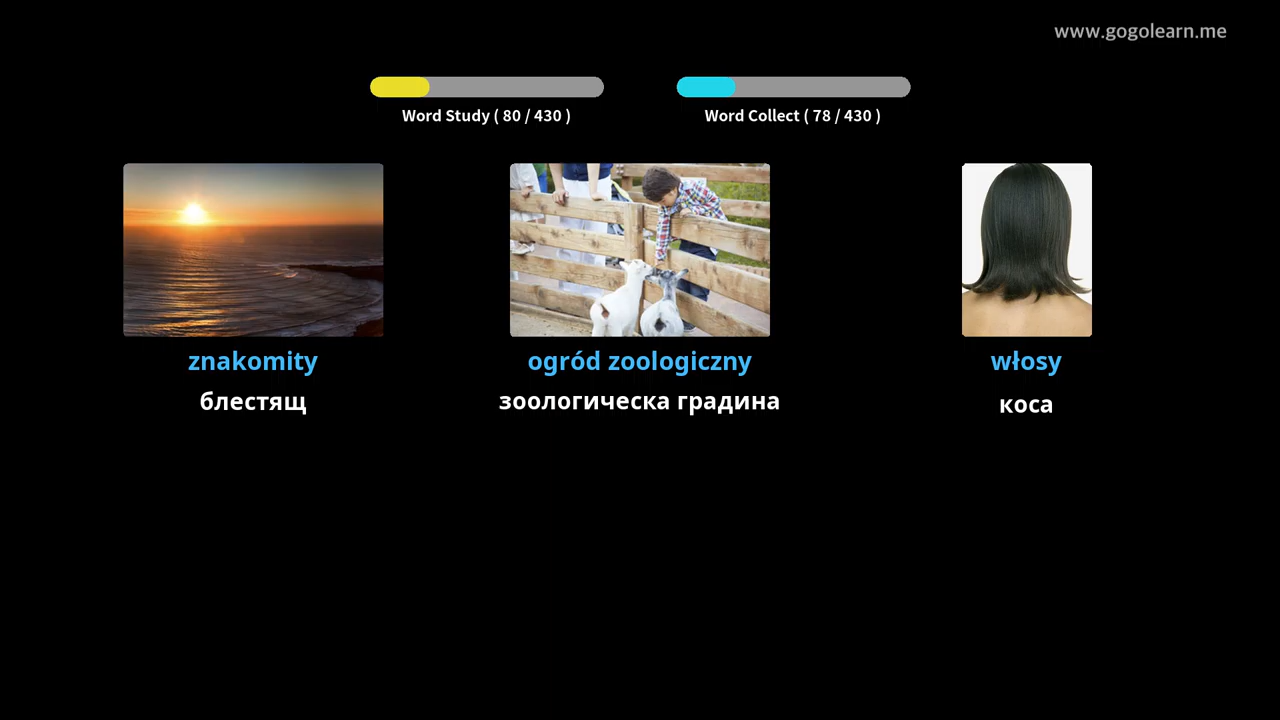 www.gogolearn.me
Word Study ( 80 / 430 )
Word Collect ( 78 / 430 )
znakomity
ogród zoologiczny
włosy
блестящ
зоологическа градина
коса